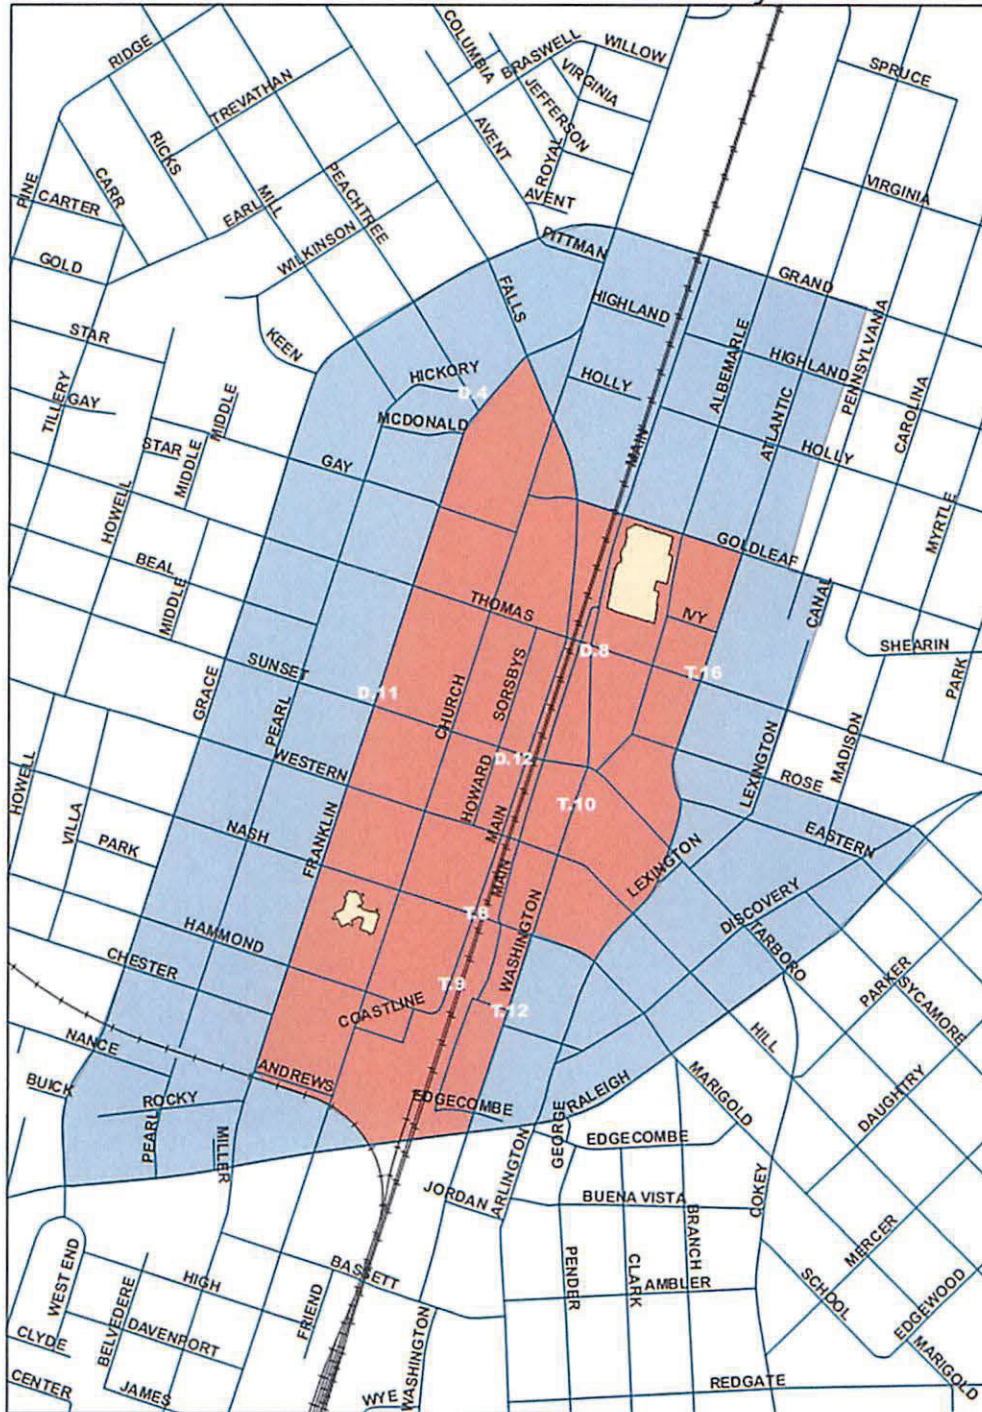 RIDGE
COLUMBIA
BRASWELL
WILLOW
SPRUCE
TREVATHAN
VIRGINIA
JEFFERSON
RICKS
AVENT
ROYAL
VIRGINIA
CARR
PEACHTREE
PINE
CARTER
MILL
EARL
AVENT
WILKINSON
PITTMAN
GOLD
GRAND
FALLS
HIGHLAND
PENNSYLVANIA
STAR
KEEN
ALBEMARLE
HIGHLAND
HICKORY
HOLLY
D.4
TILLERY
GAY
MIDDLE
MCDONALD
ATLANTIC
CAROLINA
STAR
MAIN
HOLLY
MIDDLE
GAY
HOWELL
MYRTLE
GOLDLEAF
BEAL
MIDDLE
THOMAS
IVY
CANAL
SHEARIN
SUNSET
D.8
T.16
PARK
GRACE
D.11
CHURCH
SORSBYS
PEARL
WESTERN
D.12
LEXINGTON
MADISON
ROSE
HOWELL
HOWARD
MAIN
T.10
VILLA
NASH
FRANKLIN
EASTERN
PARK
MAIN
LEXINGTON
DISCOVERY
T.8
HAMMOND
WASHINGTON
TARBORO
CHESTER
T.9
PARKER
SYCAMORE
COASTLINE
T.12
HILL
NANCE
BUICK
ANDREWS
ROCKY
EDGECOMBE
RALEIGH
MARIGOLD
DAUGHTRY
PEARL
MILLER
GEORGE
EDGECOMBE
JORDAN
ARLINGTON
BUENA VISTA
COKEY
BRANCH
MERCER
WEST END
HIGH
BASSETT
PENDER
CLARK
AMBLER
SCHOOL
EDGEWOOD
BELVEDERE
FRIEND
CLYDE
DAVENPORT
WASHINGTON
MARIGOLD
CENTER
JAMES
WYE
REDGATE